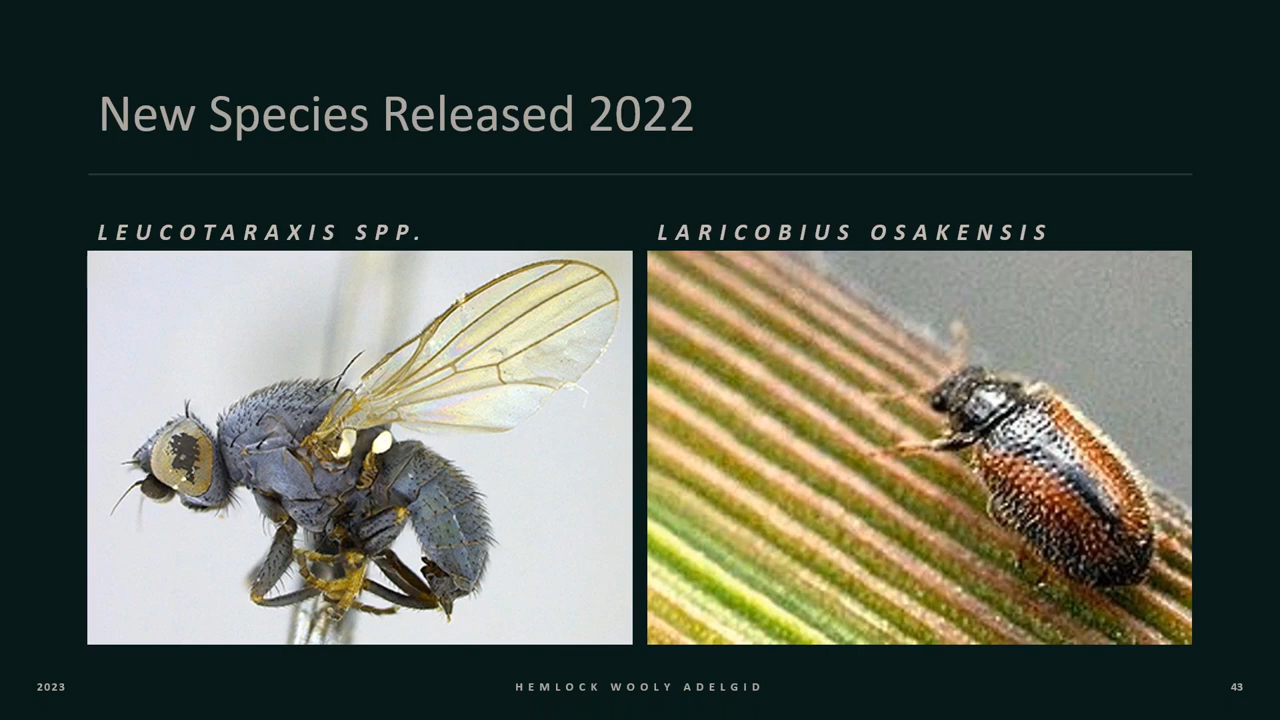 New Species Released 2022
LEUCOTARAXIS SPP.
LARICOBIUS OSAKENSIS
2023
HEMLOCK WOOLY ADELGID
43